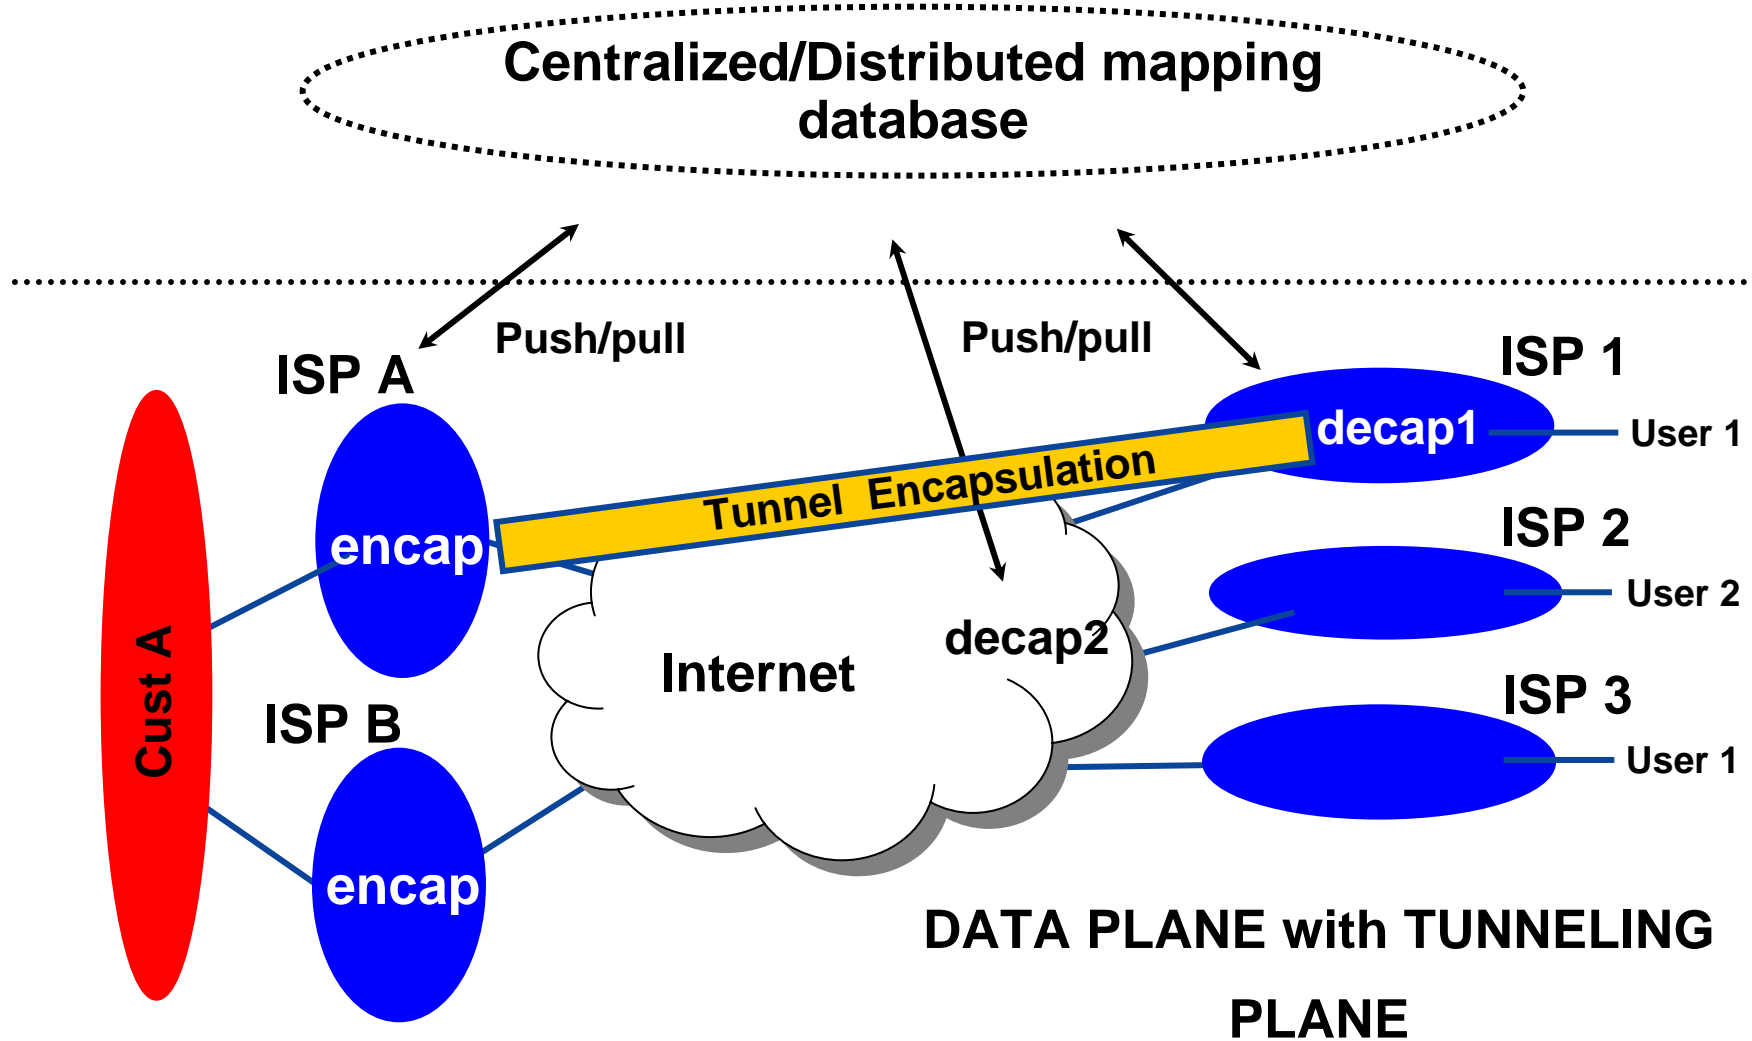 Centralized/Distributed mapping
database
Push/pull
Push/pull
ISP A
ISP 1
decap1
User 1
Tunnel Encapsulation
encap
ISP 2
User 2
decap2
Internet
Cust A
ISP B
ISP 3
User 1
encap
DATA PLANE with TUNNELING
PLANE